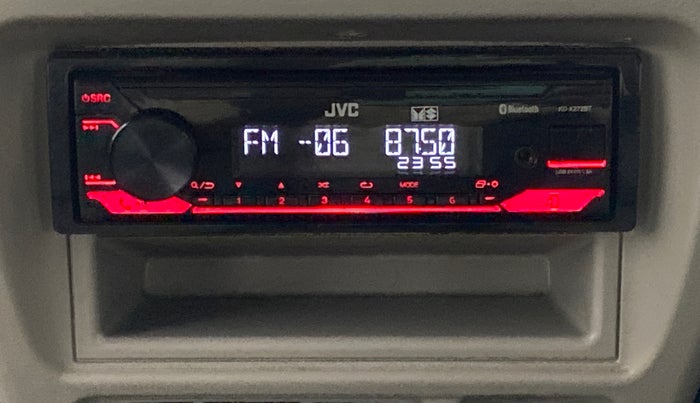 SRC
JVC
Bluetooth
KD-X272BT
FM -06 87.50
23:55
MODE
1 2 3 4 5 6